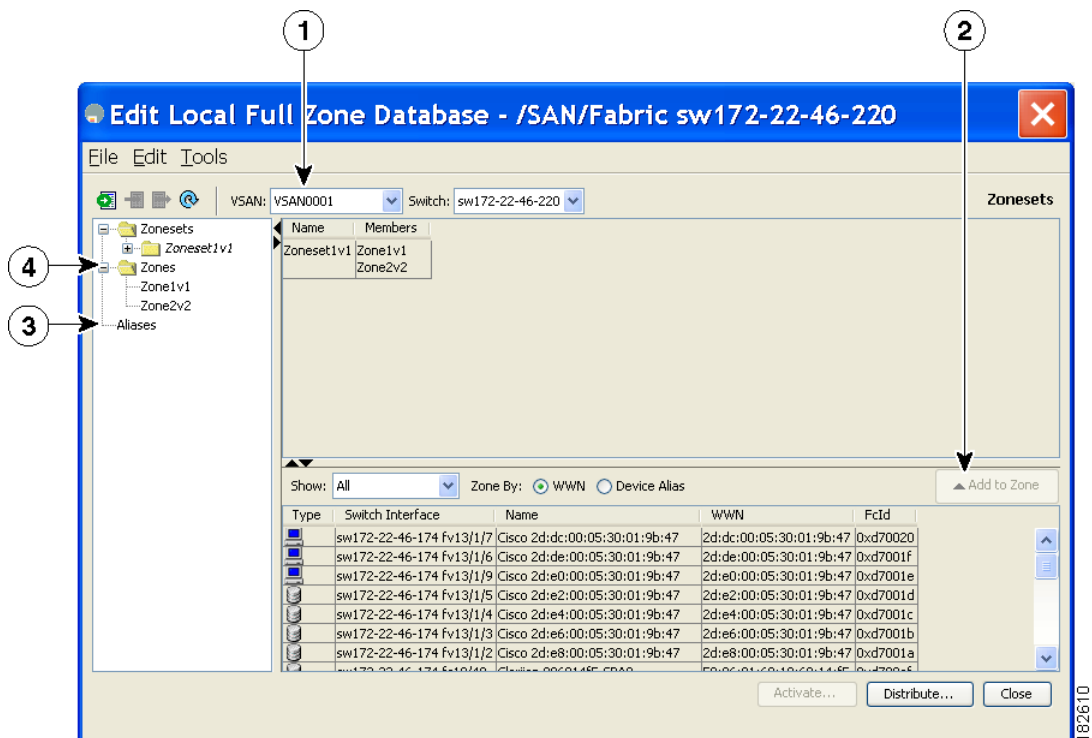 1
2
Edit Local Full Zone Database - /SAN/Fabric sw172-22-46-220
File Edit Tools
VSAN: VSAN0001 Switch: sw172-22-46-220 Zonesets
Zonesets
Zoneset1v1
4
Zones
Zone1v1
Zone2v2
3
Aliases
Name Members
Zoneset1v1 Zone1v1
Zone2v2
Show: All Zone By: WWN Device Alias Add to Zone
Type Switch Interface Name WWN FcId
sw172-22-46-174 fv13/1/7 Cisco 2d:dc:00:05:30:01:9b:47 2d:dc:00:05:30:01:9b:47 0xd70020
sw172-22-46-174 fv13/1/6 Cisco 2d:de:00:05:30:01:9b:47 2d:de:00:05:30:01:9b:47 0xd7001f
sw172-22-46-174 fv13/1/9 Cisco 2d:e0:00:05:30:01:9b:47 2d:e0:00:05:30:01:9b:47 0xd7001e
sw172-22-46-174 fv13/1/5 Cisco 2d:e2:00:05:30:01:9b:47 2d:e2:00:05:30:01:9b:47 0xd7001d
sw172-22-46-174 fv13/1/4 Cisco 2d:e4:00:05:30:01:9b:47 2d:e4:00:05:30:01:9b:47 0xd7001c
sw172-22-46-174 fv13/1/3 Cisco 2d:e6:00:05:30:01:9b:47 2d:e6:00:05:30:01:9b:47 0xd7001b
sw172-22-46-174 fv13/1/2 Cisco 2d:e8:00:05:30:01:9b:47 2d:e8:00:05:30:01:9b:47 0xd7001a
Activate... Distribute... Close
182610